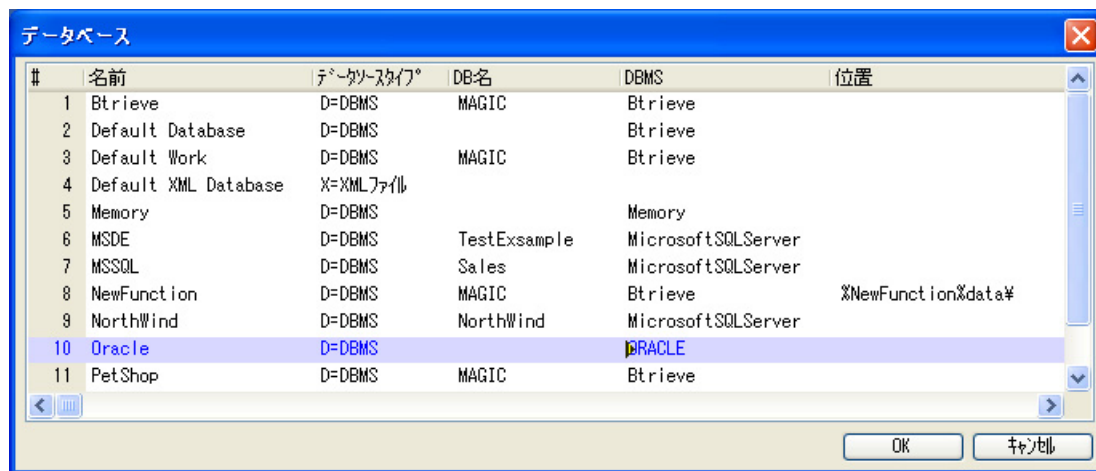 データベース
# 名前 データソースタイプ DB名 DBMS 位置
1 Btrieve D=DBMS MAGIC Btrieve
2 Default Database D=DBMS Btrieve
3 Default Work D=DBMS MAGIC Btrieve
4 Default XML Database X=XMLファイル
5 Memory D=DBMS Memory
6 MSDE D=DBMS TestExsample MicrosoftSQLServer
7 MSSQL D=DBMS Sales MicrosoftSQLServer
8 NewFunction D=DBMS MAGIC Btrieve %NewFunction%data¥
9 NorthWind D=DBMS NorthWind MicrosoftSQLServer
10 Oracle D=DBMS ORACLE
11 PetShop D=DBMS MAGIC Btrieve
OK キャンセル